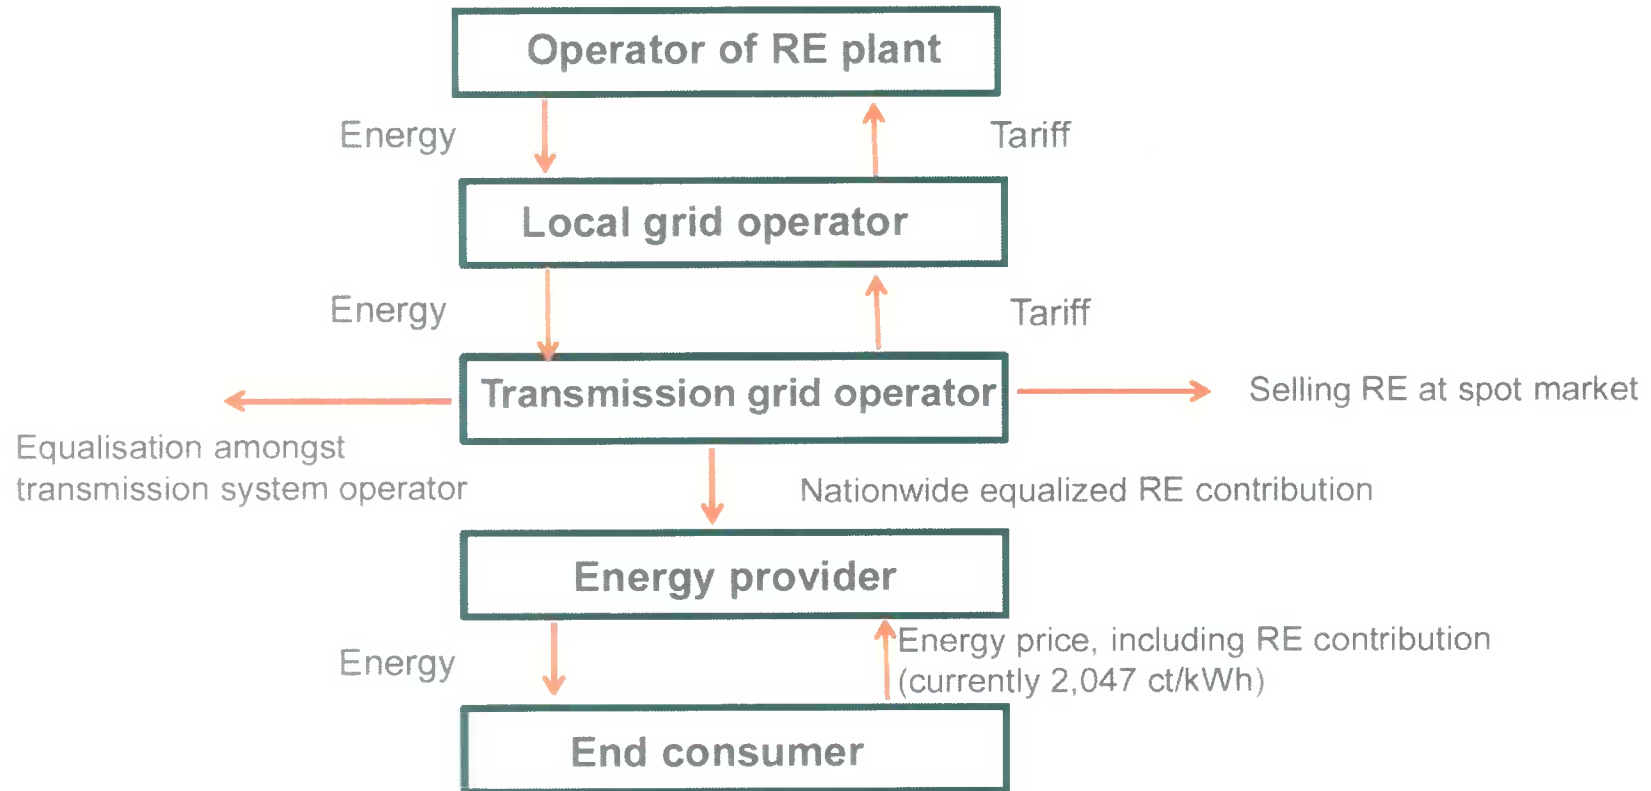 Operator of RE plant
Energy
Tariff
Local grid operator
Energy
Tariff
Transmission grid operator
Selling RE at spot market
Equalisation amongst
transmission system operator
Nationwide equalized RE contribution
Energy provider
Energy
Energy price, including RE contribution
(currently 2,047 ct/kWh)
End consumer